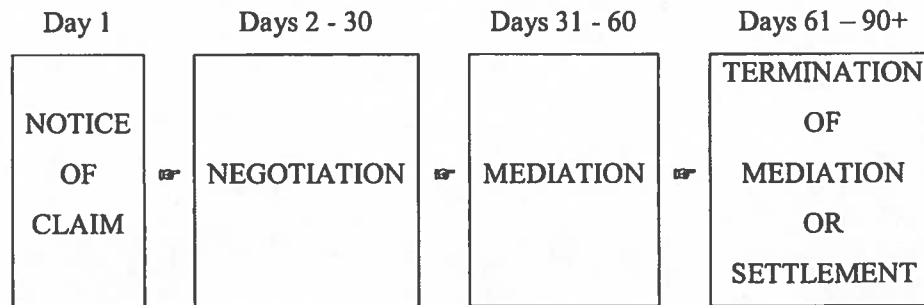 Day 1 Days 2 - 30 Days 31 - 60 Days 61 – 90+
NOTICE
OF
CLAIM
☞
NEGOTIATION
☞
MEDIATION
☞
TERMINATION
OF
MEDIATION
OR
SETTLEMENT